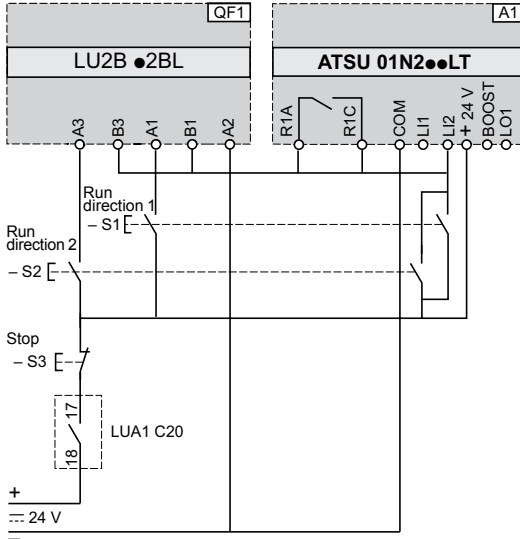 QF1
A1
LU2B ●2BL
ATSU 01N2●●LT
A3
B3
A1
B1
A2
R1A
R1C
COM
LI1
LI2
+ 24 V
BOOST
LO1
Run
direction 1
– S1
Run
direction 2
– S2
Stop
– S3
17
LUA1 C20
18
+
24 V
–